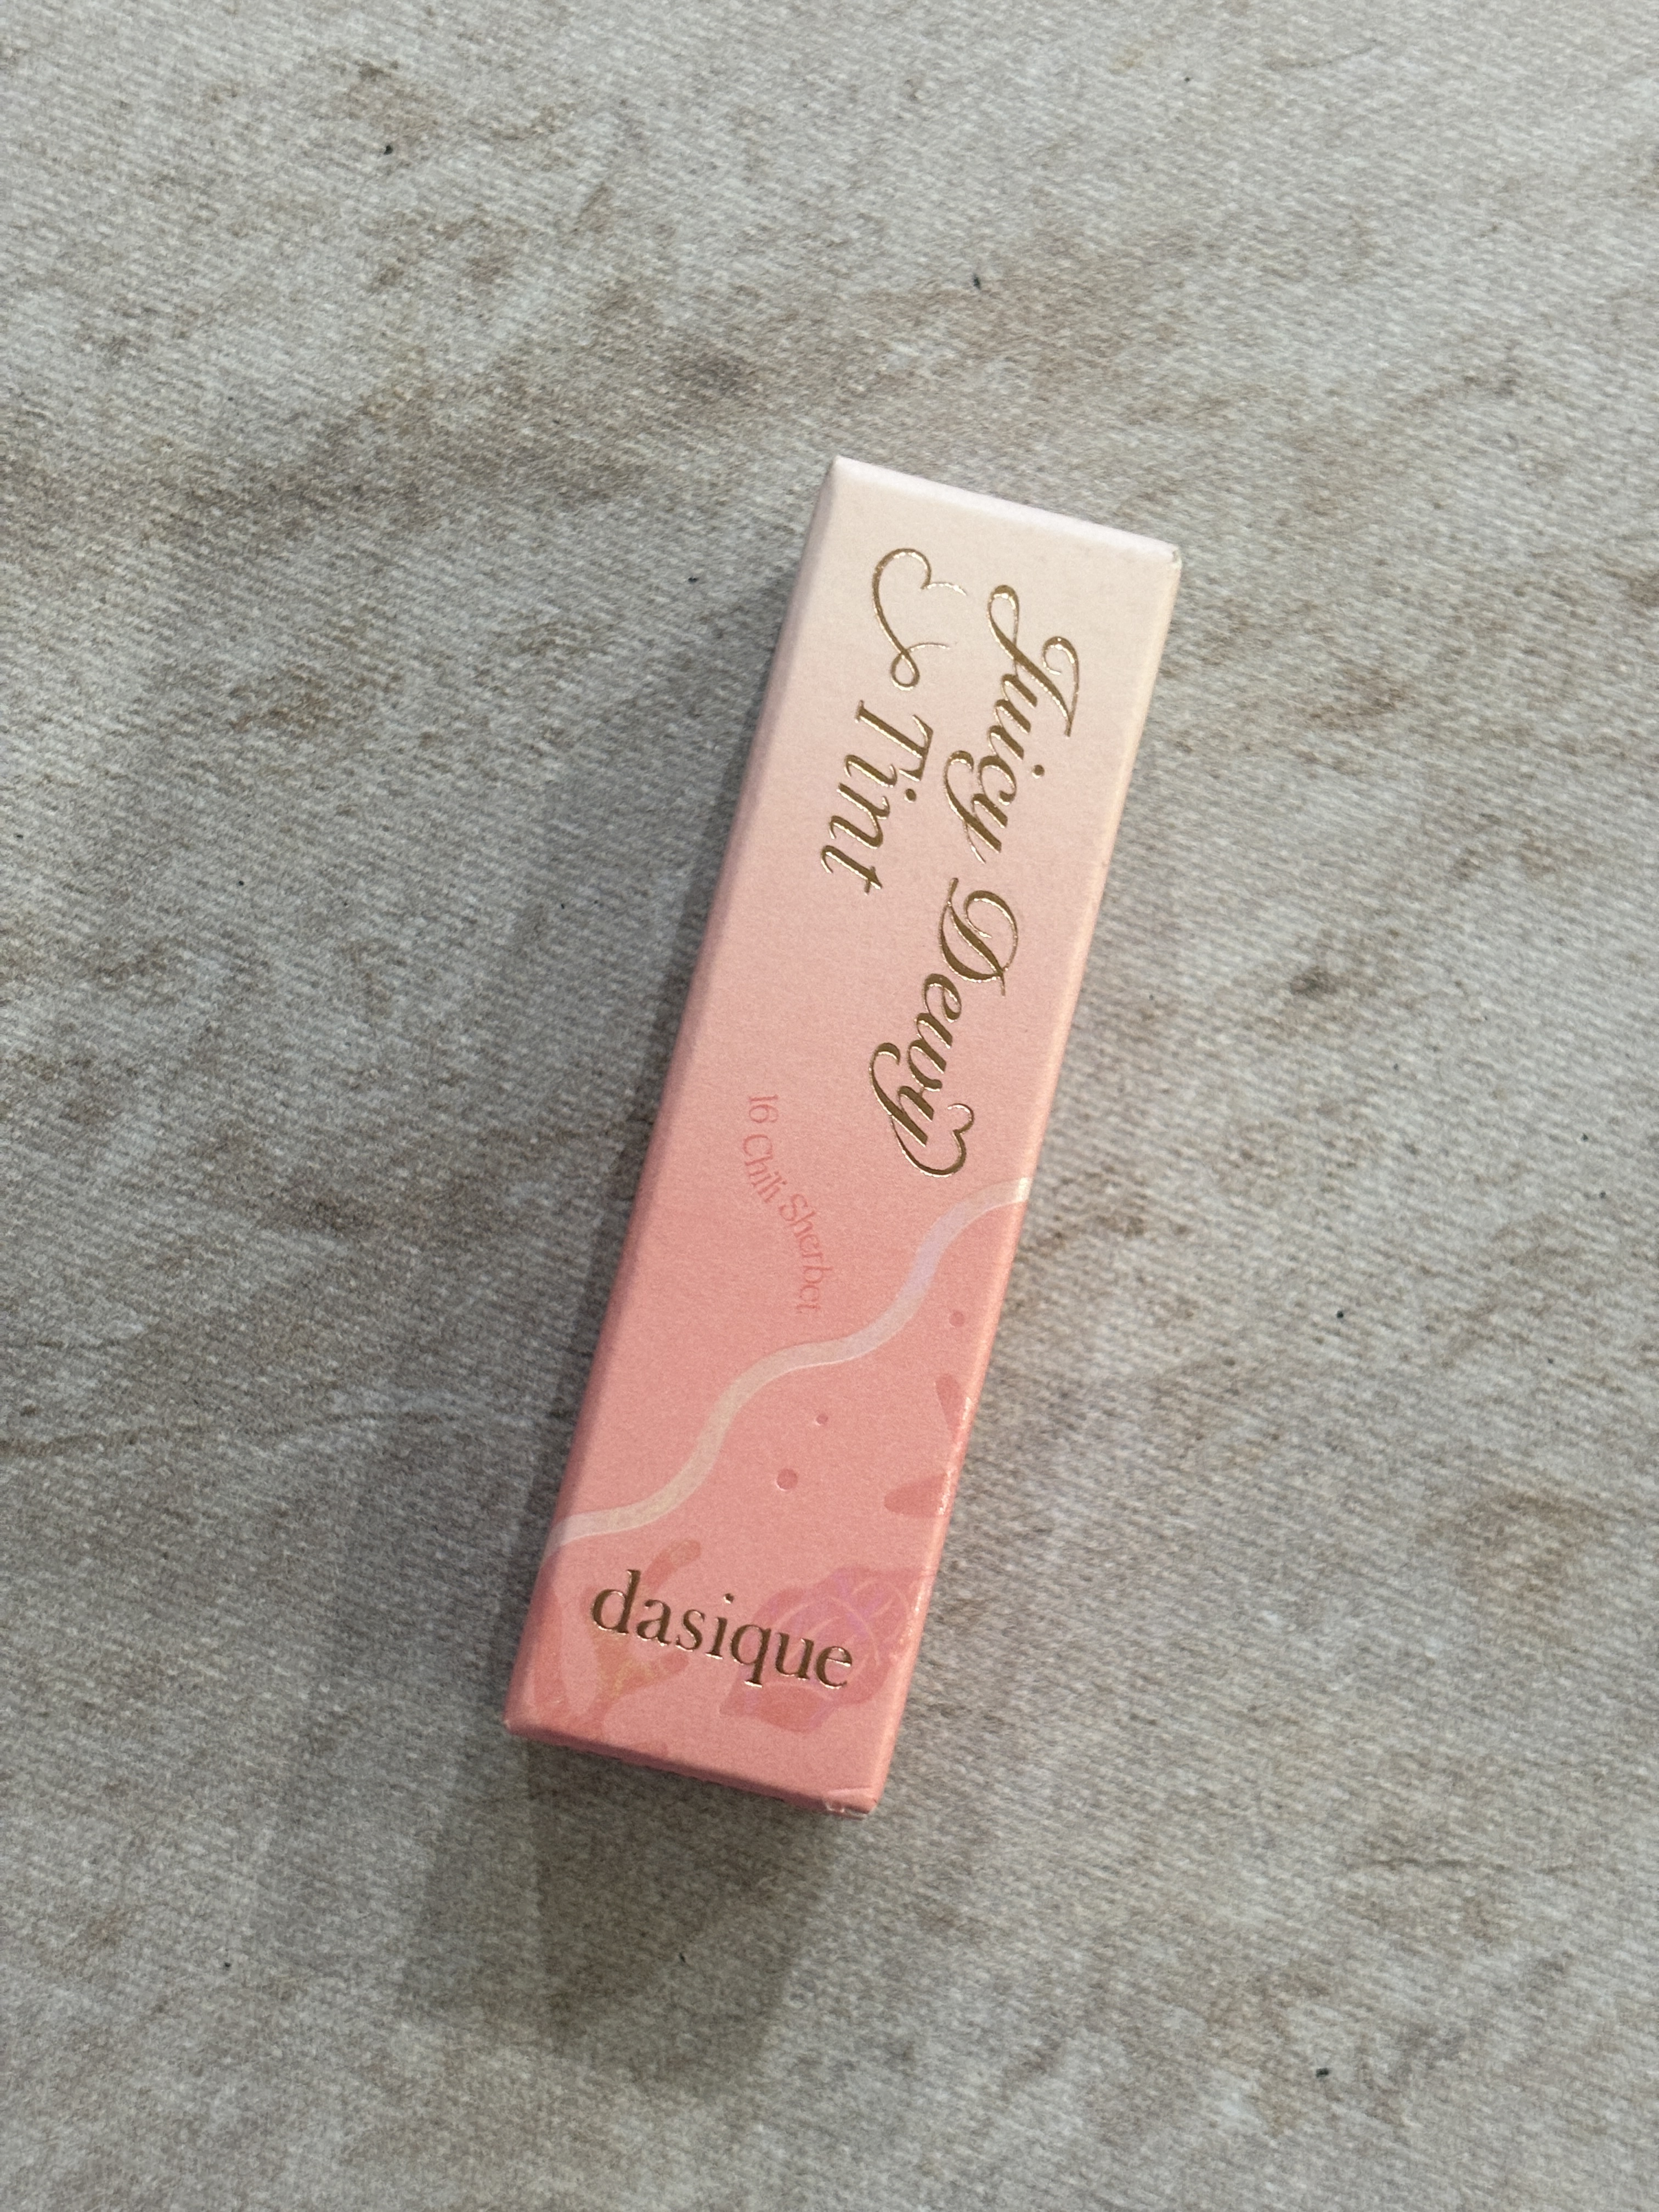 Juicy Dewy
Tint
16 Chili Sherbet
dasique